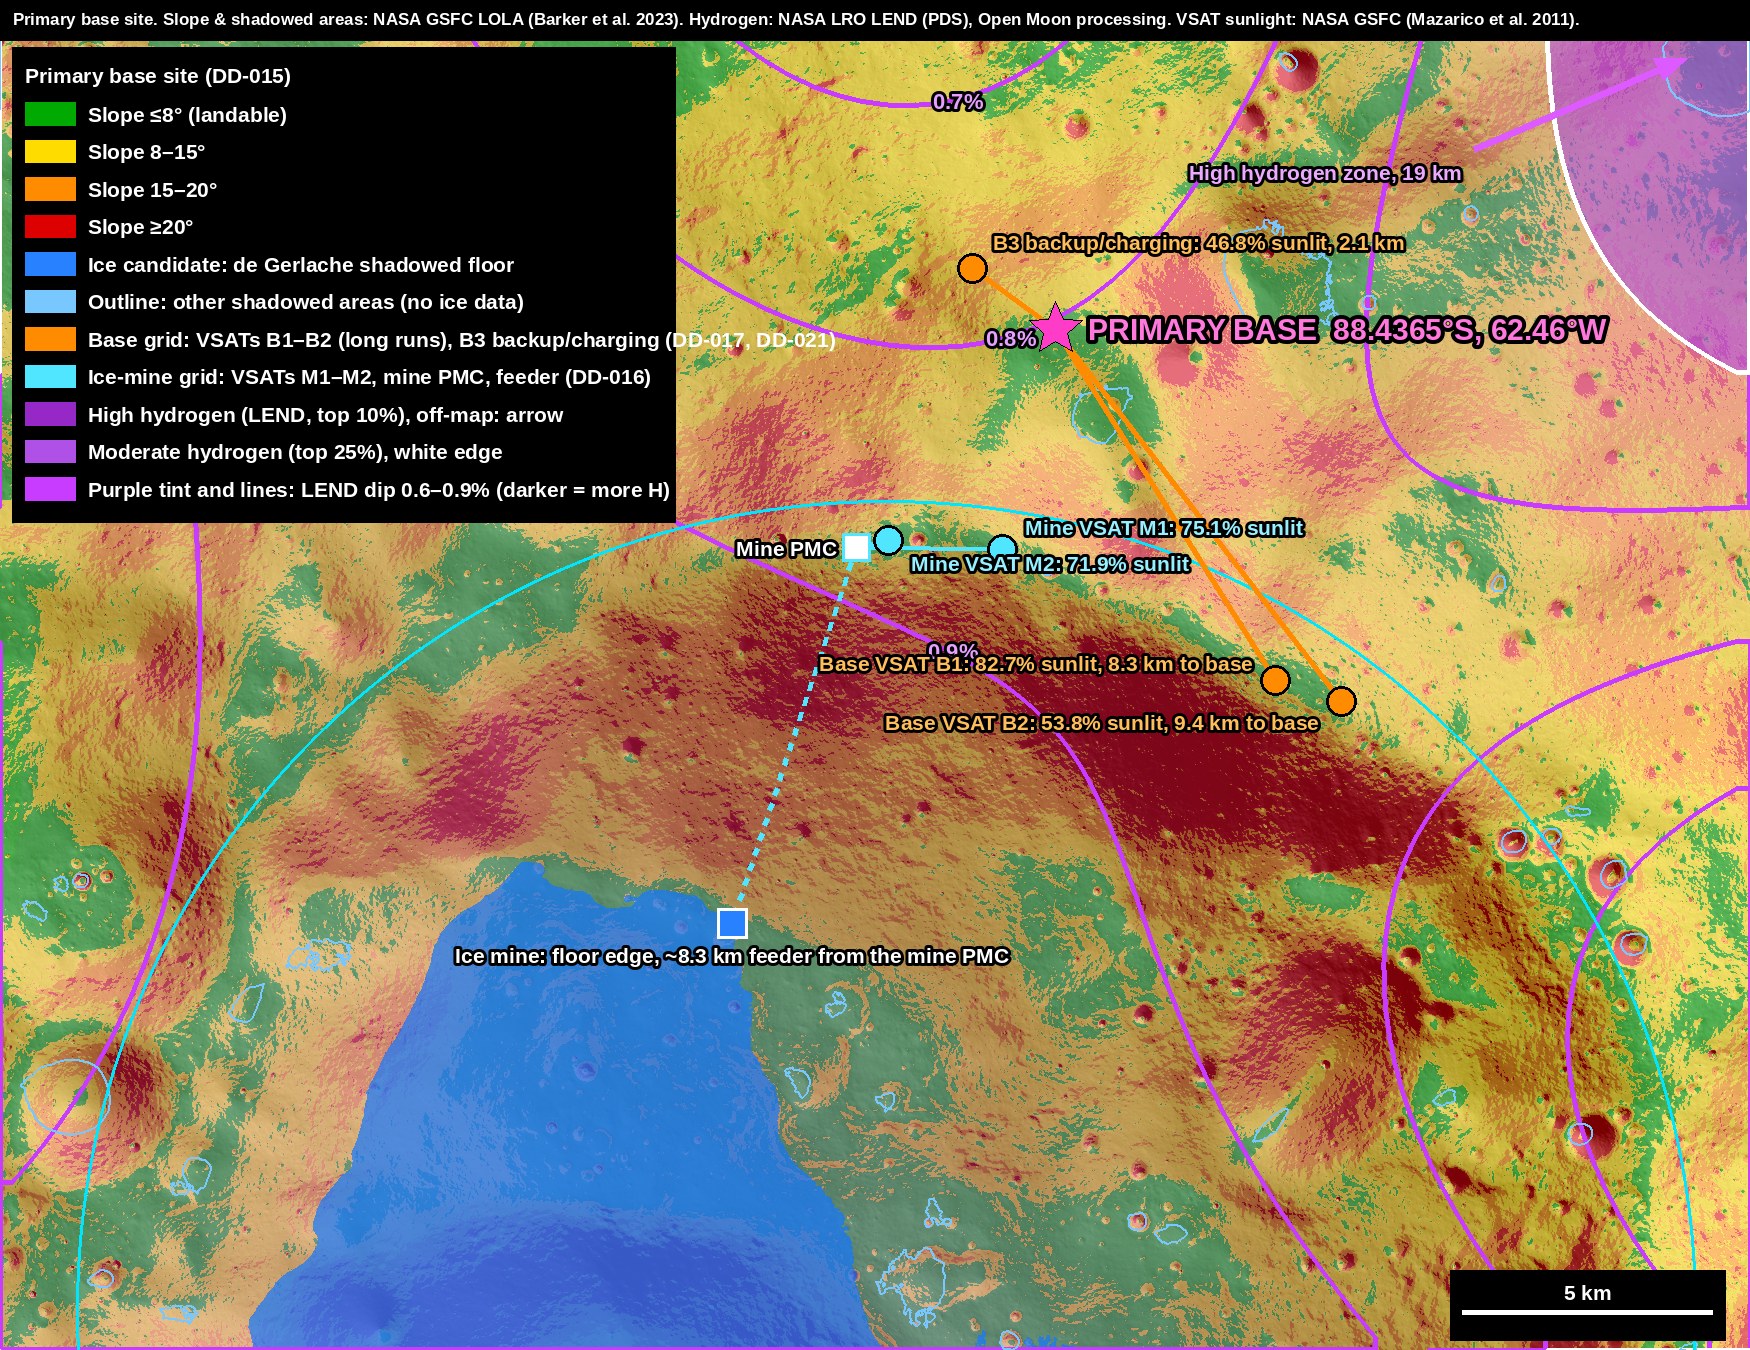 Primary base site. Slope & shadowed areas: NASA GSFC LOLA (Barker et al. 2023). Hydrogen: NASA LRO LEND (PDS), Open Moon processing. VSAT sunlight: NASA GSFC (Mazarico et al. 2011).
Primary base site (DD-015)
Slope ≤8° (landable)
Slope 8–15°
Slope 15–20°
Slope ≥20°
Ice candidate: de Gerlache shadowed floor
Outline: other shadowed areas (no ice data)
Base grid: VSATs B1–B2 (long runs), B3 backup/charging (DD-017, DD-021)
Ice-mine grid: VSATs M1–M2, mine PMC, feeder (DD-016)
High hydrogen (LEND, top 10%), off-map: arrow
Moderate hydrogen (top 25%), white edge
Purple tint and lines: LEND dip 0.6–0.9% (darker = more H)
0.7%
High hydrogen zone, 19 km
B3 backup/charging: 46.8% sunlit, 2.1 km
0.8%
PRIMARY BASE 88.4365°S, 62.46°W
Mine VSAT M1: 75.1% sunlit
Mine PMC
Mine VSAT M2: 71.9% sunlit
0.9%
Base VSAT B1: 82.7% sunlit, 8.3 km to base
Base VSAT B2: 53.8% sunlit, 9.4 km to base
Ice mine: floor edge, ~8.3 km feeder from the mine PMC
5 km